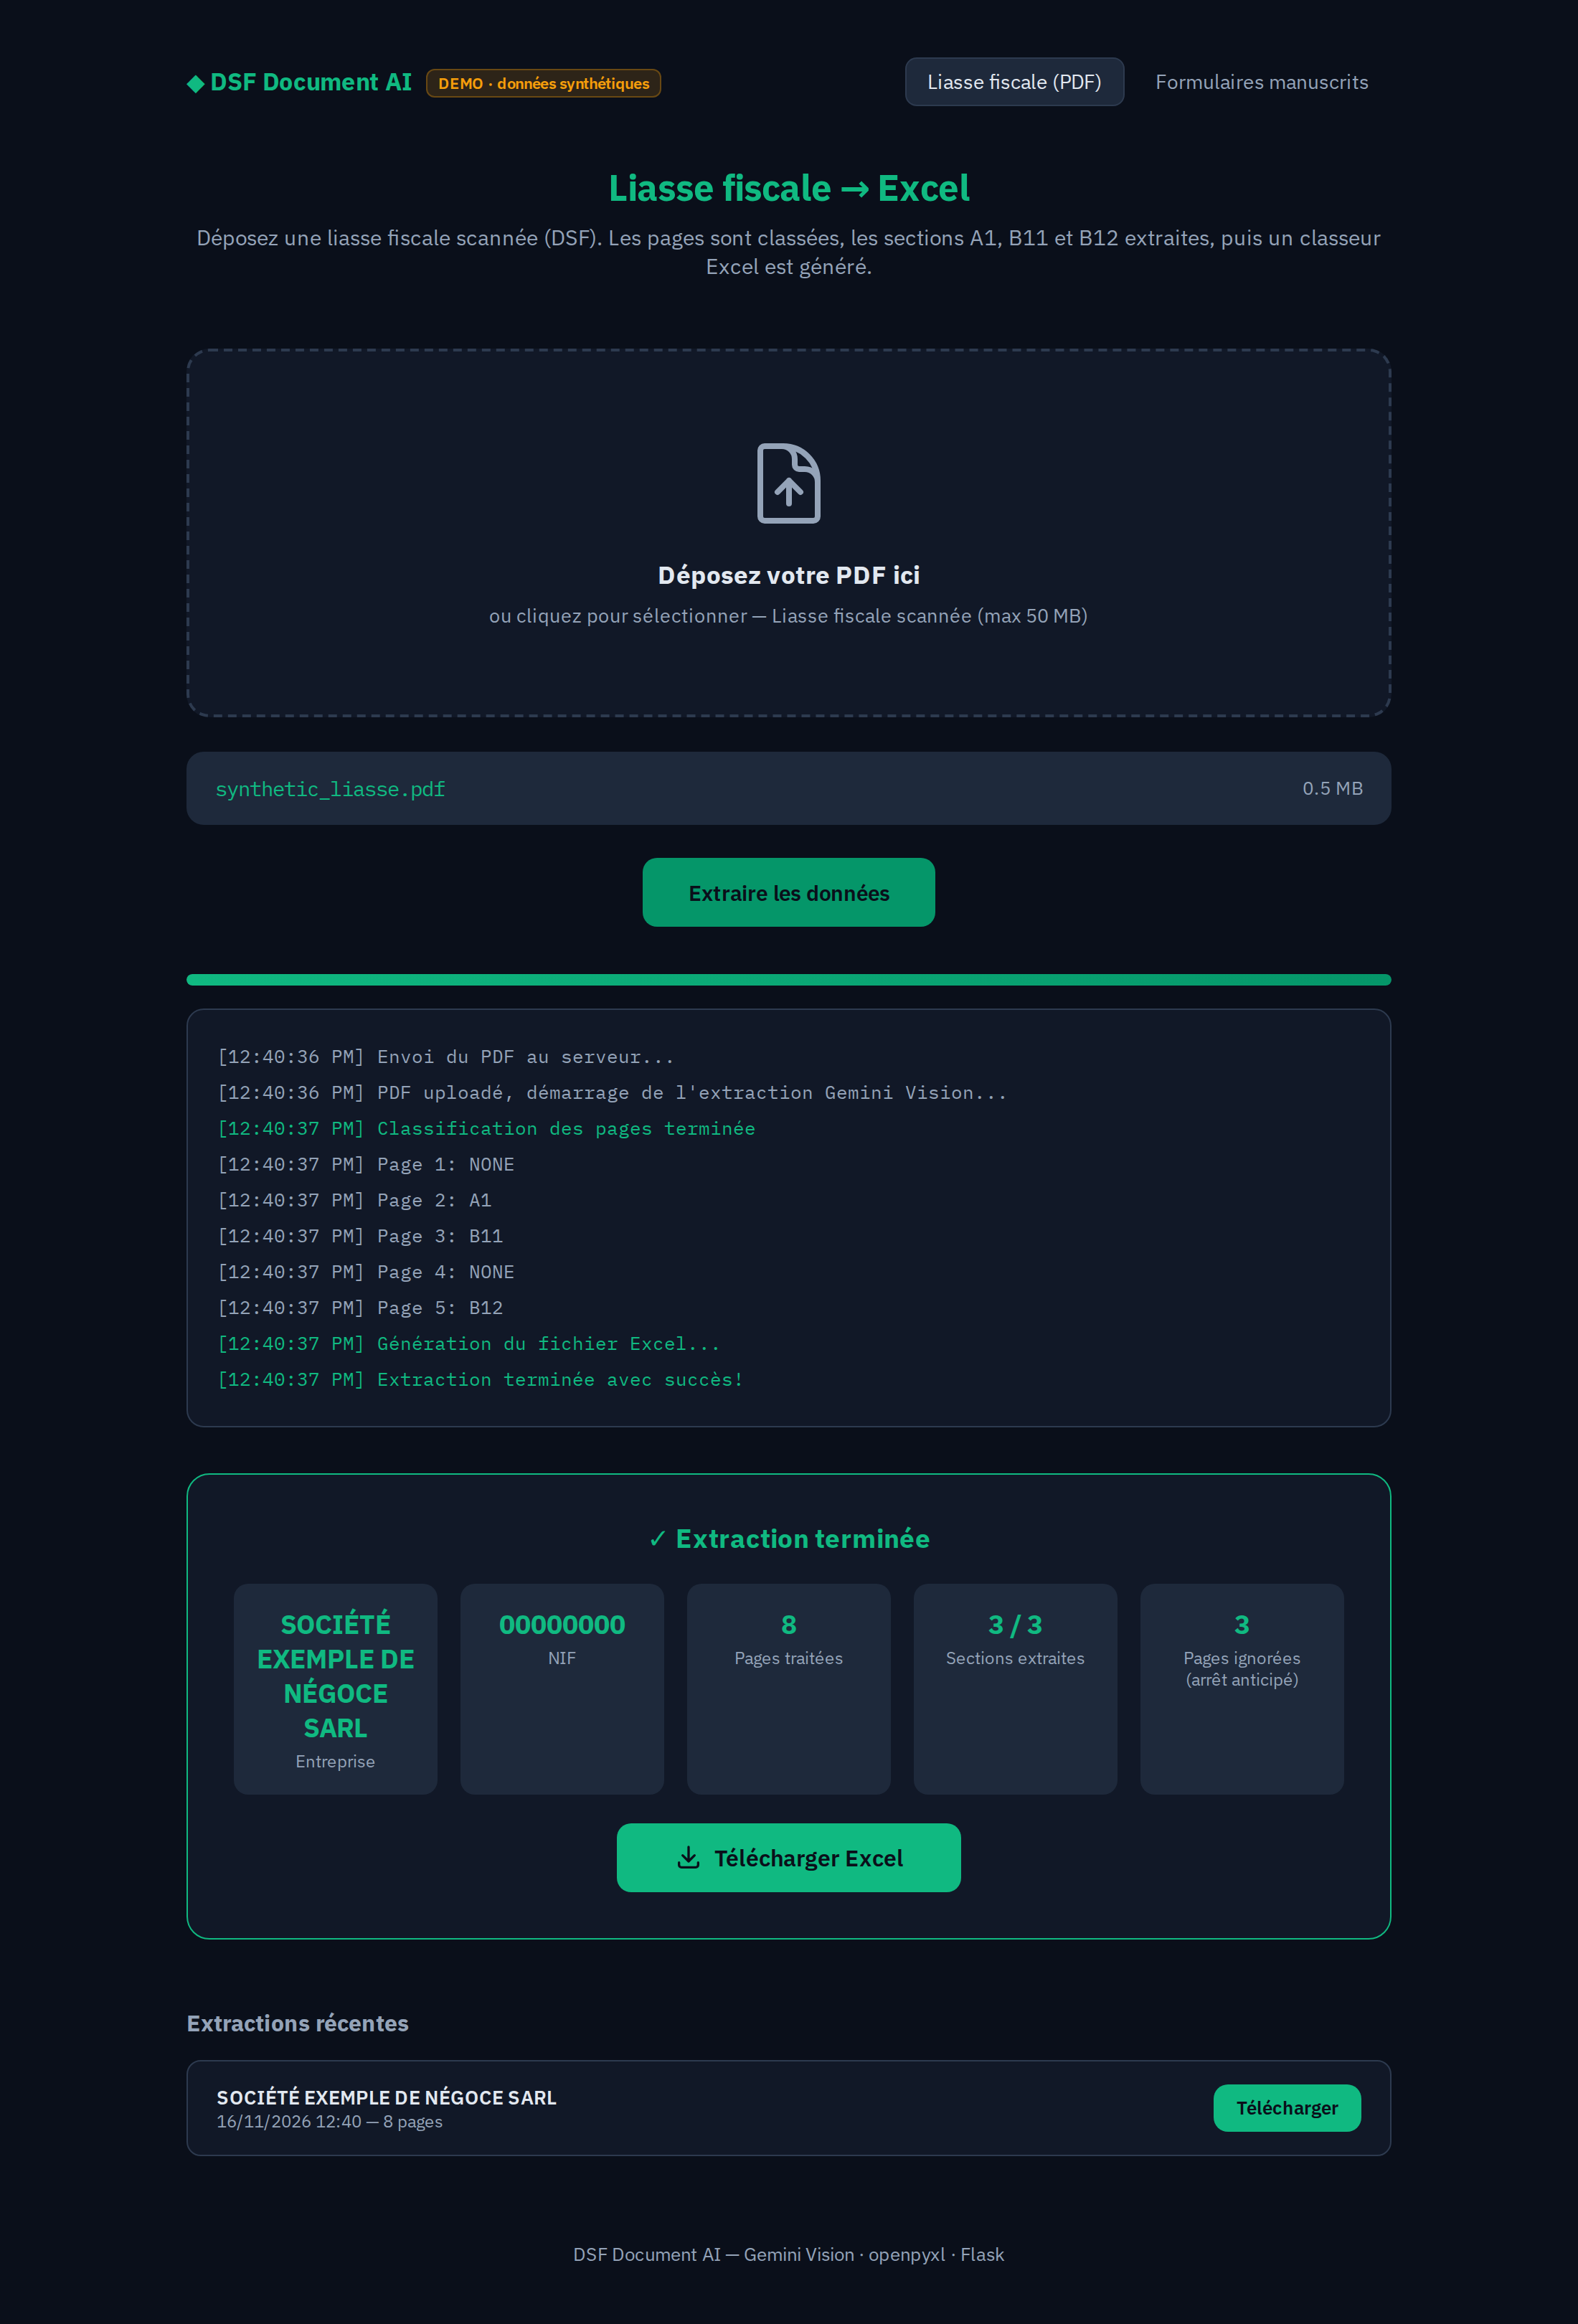 ◆ DSF Document AI
DEMO · données synthétiques
Liasse fiscale (PDF)
Formulaires manuscrits
Liasse fiscale → Excel
Déposez une liasse fiscale scannée (DSF). Les pages sont classées, les sections A1, B11 et B12 extraites, puis un classeur
Excel est généré.
Déposez votre PDF ici
ou cliquez pour sélectionner — Liasse fiscale scannée (max 50 MB)
synthetic_liasse.pdf
0.5 MB
Extraire les données
[12:40:36 PM] Envoi du PDF au serveur...
[12:40:36 PM] PDF uploadé, démarrage de l'extraction Gemini Vision...
[12:40:37 PM] Classification des pages terminée
[12:40:37 PM] Page 1: NONE
[12:40:37 PM] Page 2: A1
[12:40:37 PM] Page 3: B11
[12:40:37 PM] Page 4: NONE
[12:40:37 PM] Page 5: B12
[12:40:37 PM] Génération du fichier Excel...
[12:40:37 PM] Extraction terminée avec succès!
✓ Extraction terminée
SOCIÉTÉ
EXEMPLE DE
NÉGOCE
SARL
Entreprise
00000000
NIF
8
Pages traitées
3 / 3
Sections extraites
3
Pages ignorées
(arrêt anticipé)
Télécharger Excel
Extractions récentes
SOCIÉTÉ EXEMPLE DE NÉGOCE SARL
16/11/2026 12:40 — 8 pages
Télécharger
DSF Document AI — Gemini Vision · openpyxl · Flask